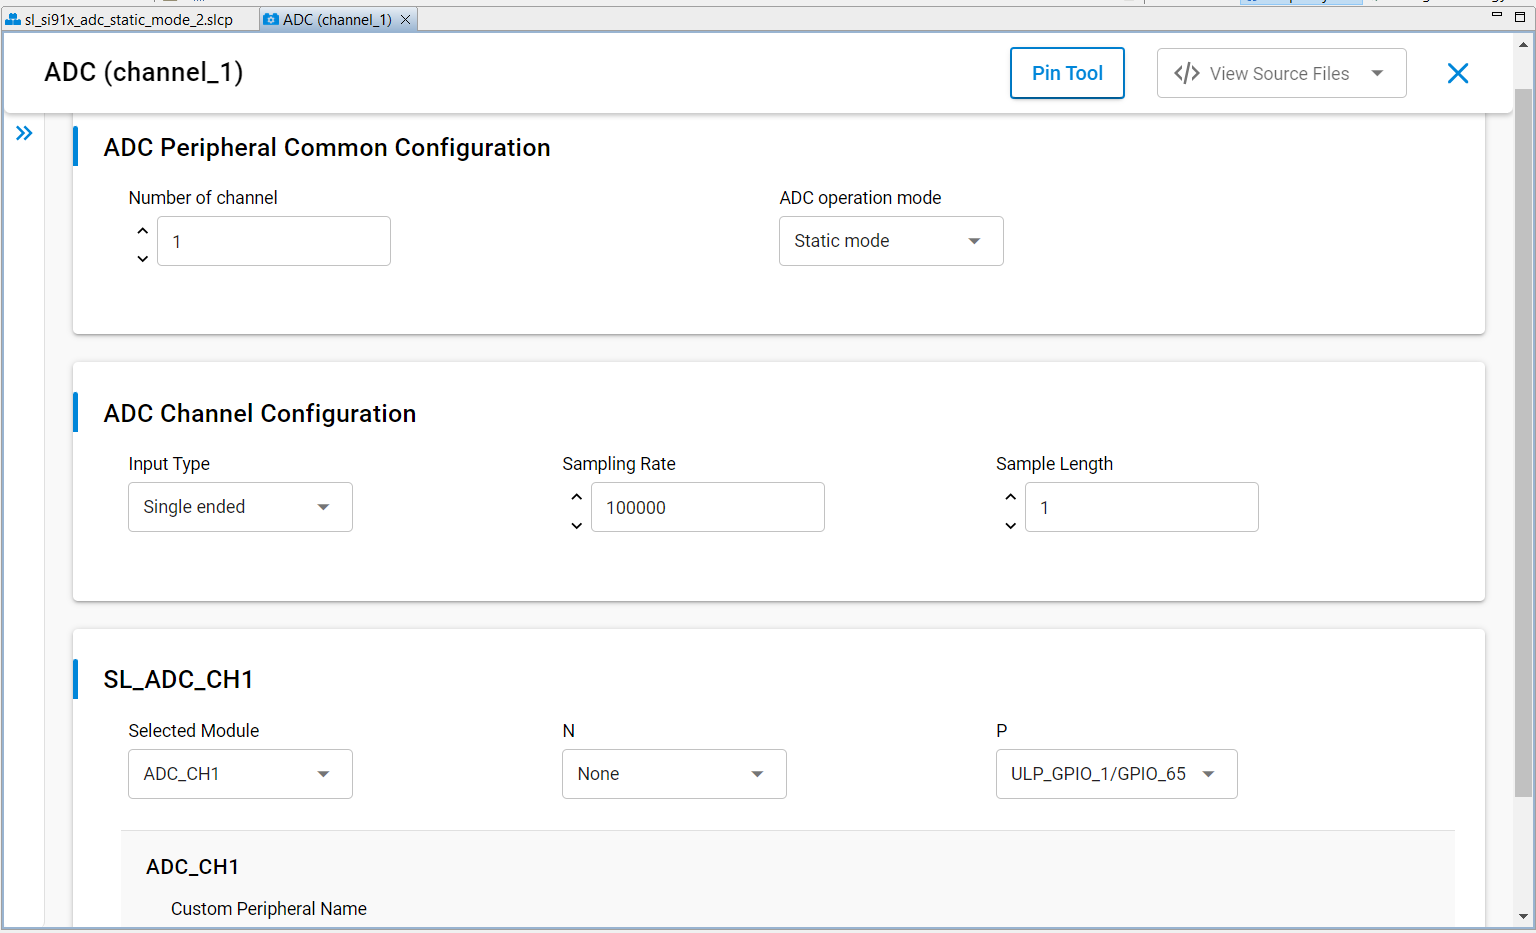 sl_si91x_adc_static_mode_2.slcp
ADC (channel_1)
ADC (channel_1)
Pin Tool
View Source Files
ADC Peripheral Common Configuration
Number of channel
ADC operation mode
1
Static mode
ADC Channel Configuration
Input Type
Sampling Rate
Sample Length
Single ended
100000
1
SL_ADC_CH1
Selected Module
N
P
ADC_CH1
None
ULP_GPIO_1/GPIO_65
ADC_CH1
Custom Peripheral Name